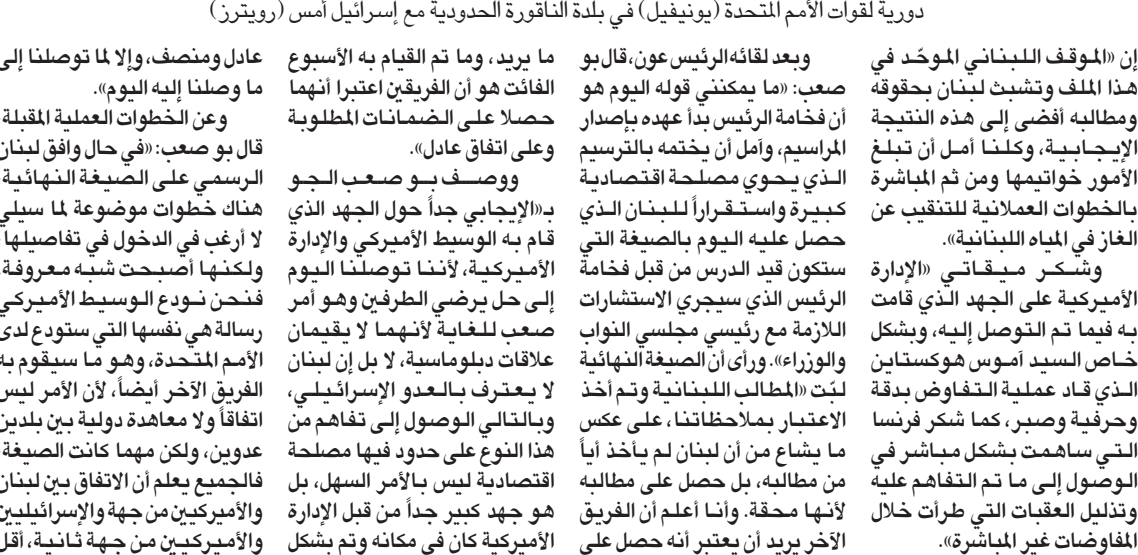 دورية لقوات الأمم المتحدة (يونيفيل) في بلدة الناقورة الحدودية مع إسرائيل أمس (رويترز)
إن «الموقف اللبناني الموحّد في
هذا الملف وتشبث لبنان بحقوقه
ومطالبه أفضى إلى هذه النتيجة
الإيجابية، وكلنا أمل أن تبلغ
الأمور خواتيمها ومن ثم المباشرة
بالخطوات العملانية للتنقيب عن
الغاز في المياه اللبنانية».
وشكر ميقاتي «الإدارة
الأميركية على الجهد الذي قامت
به فيما تم التوصل إليه، وبشكل
خاص السيد آموس هوكستاين
الذي قاد عملية التفاوض بدقة
وحرفية وصبر، كما شكر فرنسا
التي ساهمت بشكل مباشر في
الوصول إلى ما تم التفاهم عليه
وتذليل العقبات التي طرأت خلال
المفاوضات غير المباشرة».
وبعد لقائه الرئيس عون، قال بو
صعب: «ما يمكنني قوله اليوم هو
أن فخامة الرئيس بدأ عهده بإصدار
المراسيم، وآمل أن يختمه بالترسيم
الذي يحوي مصلحة اقتصادية
كبيرة واستقراراً للبنان الذي
حصل عليه اليوم بالصيغة التي
ستكون قيد الدرس من قبل فخامة
الرئيس الذي سيجري الاستشارات
اللازمة مع رئيسي مجلسي النواب
والوزراء». ورأى أن الصيغة النهائية
لبّت «المطالب اللبنانية وتم أخذ
الاعتبار بملاحظاتنا، على عكس
ما يشاع من أن لبنان لم يأخذ أياً
من مطالبه، بل حصل على مطالبه
لأنها محقة. وأنا أعلم أن الفريق
الآخر يريد أن يعتبر أنه حصل على
ما يريد، وما تم القيام به الأسبوع
الفائت هو أن الفريقين اعتبرا أنهما
حصلا على الضمانات المطلوبة
وعلى اتفاق عادل».
ووصف بو صعب الجو
بـ«الإيجابي جداً حول الجهد الذي
قام به الوسيط الأميركي والإدارة
الأميركية، لأننا توصلنا اليوم
إلى حل يرضي الطرفين وهو أمر
صعب للغاية لأنهما لا يقيمان
علاقات دبلوماسية، لا بل إن لبنان
لا يعترف بالعدو الإسرائيلي،
وبالتالي الوصول إلى تفاهم من
هذا النوع على حدود فيها مصلحة
اقتصادية ليس بالأمر السهل، بل
هو جهد كبير جداً من قبل الإدارة
الأميركية كان في مكانه وتم بشكل
عادل ومنصف، وإلا لما توصلنا إلى
ما وصلنا إليه اليوم».
وعن الخطوات العملية المقبلة،
قال بو صعب: «في حال وافق لبنان
الرسمي على الصيغة النهائية،
هناك خطوات موضوعة لما سيلي
لا أرغب في الدخول في تفاصيلها
ولكنها أصبحت شبه معروفة.
فنحن نودع الوسيط الأميركي
رسالة هي نفسها التي ستودع لدى
الأمم المتحدة، وهو ما سيقوم به
الفريق الآخر أيضاً، لأن الأمر ليس
اتفاقاً ولا معاهدة دولية بين بلدين
عدوين، ولكن مهما كانت الصيغة،
فالجميع يعلم أن الاتفاق بين لبنان
والأميركيين من جهة والإسرائيليين
والأميركيين من جهة ثانية، أقل